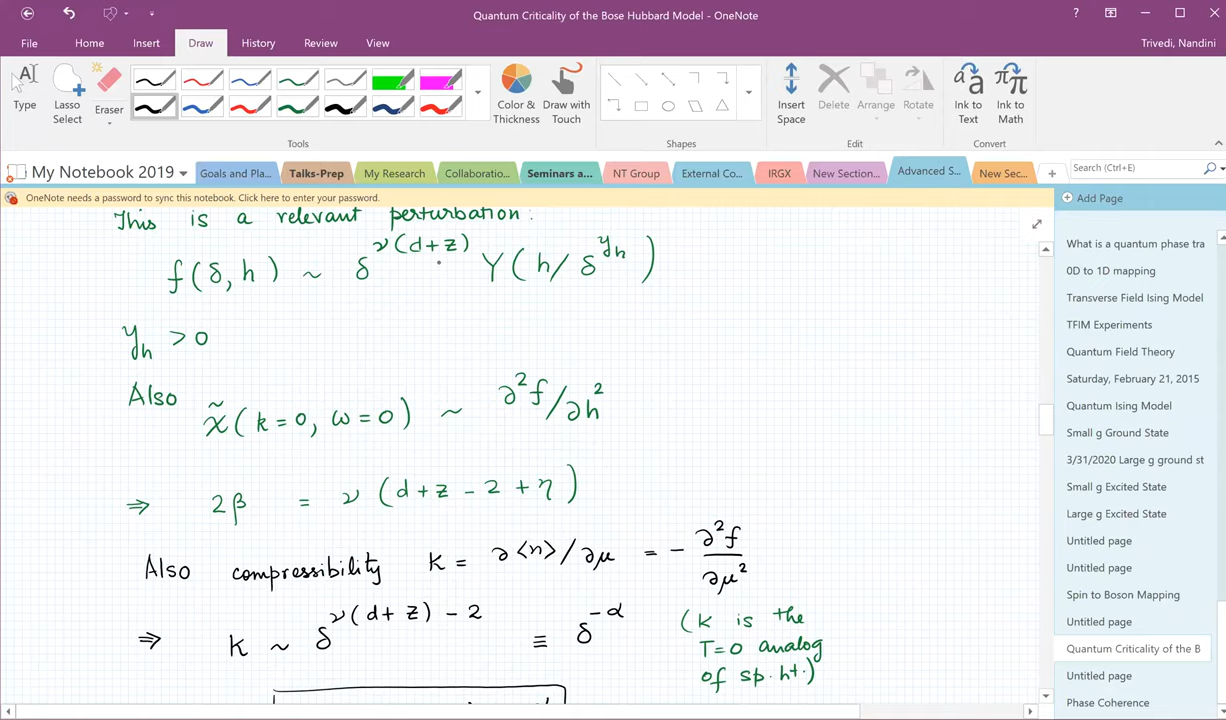 Quantum Criticality of the Bose Hubbard Model - OneNote
Trivedi, Nandini
File Home Insert Draw History Review View
Type
Lasso Select
Eraser
Color & Thickness
Draw with Touch
Insert Space
Delete
Arrange
Rotate
Ink to Text
Ink to Math
Tools Shapes Edit Convert
My Notebook 2019
Goals and Pla...
Talks-Prep
My Research
Collaboratio...
Seminars a...
NT Group
External Co...
IRGX
New Section...
Advanced S...
New Sec...
Search (Ctrl+E)
OneNote needs a password to sync this notebook. Click here to enter your password.
Add Page
This is a relevant perturbation:
f(δ, h) ~ δ^{ν(d+z)} Y(h/δ^{y_h})
y_h > 0
Also χ̃(k=0, ω=0) ~ ∂²f/∂h²
⇒ 2β = ν(d+z-2+η)
Also compressibility K = ∂<n>/∂μ = - ∂²f/∂μ²
⇒ K ~ δ^{ν(d+z)-2} ≡ δ^{-α}
(K is the
T=0 analog
of sp. ht.)
What is a quantum phase tra
0D to 1D mapping
Transverse Field Ising Model
TFIM Experiments
Quantum Field Theory
Saturday, February 21, 2015
Quantum Ising Model
Small g Ground State
3/31/2020 Large g ground st
Small g Excited State
Large g Excited State
Untitled page
Untitled page
Spin to Boson Mapping
Untitled page
Quantum Criticality of the B
Untitled page
Phase Coherence